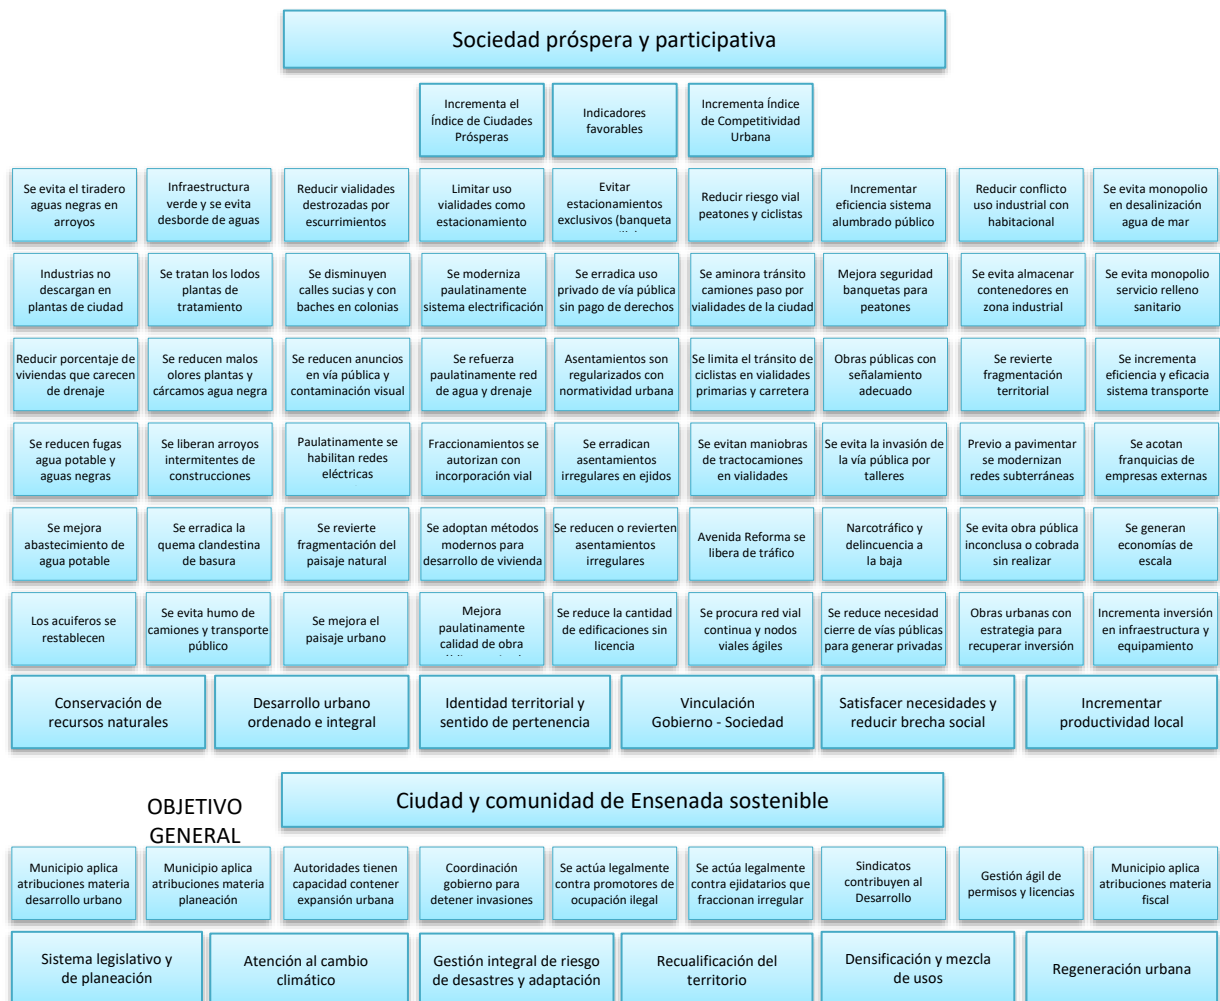 Sociedad próspera y participativa
Incrementa el
Índice de Ciudades
Prósperas
Indicadores
favorables
Incrementa Índice
de Competitividad
Urbana
Se evita el tiradero
aguas negras en
arroyos
Infraestructura
verde y se evita
desborde de aguas
Reducir vialidades
destrozadas por
escurrimientos
Limitar uso
vialidades como
estacionamiento
Evitar
estacionamientos
exclusivos (banqueta
Reducir riesgo vial
peatones y ciclistas
Incrementar
eficiencia sistema
alumbrado público
Reducir conflicto
uso industrial con
habitacional
Se evita monopolio
en desalinización
agua de mar
Industrias no
descargan en
plantas de ciudad
Se tratan los lodos
plantas de
tratamiento
Se disminuyen
calles sucias y con
baches en colonias
Se moderniza
paulatinamente
sistema electrificación
Se erradica uso
privado de vía pública
sin pago de derechos
Se aminora tránsito
camiones paso por
vialidades de la ciudad
Mejora seguridad
banquetas para
peatones
Se evita almacenar
contenedores en
zona industrial
Se evita monopolio
servicio relleno
sanitario
Reducir porcentaje de
viviendas que carecen
de drenaje
Se reducen malos
olores plantas y
cárcamos agua negra
Se reducen anuncios
en vía pública y
contaminación visual
Se refuerza
paulatinamente red
de agua y drenaje
Asentamientos son
regularizados con
normatividad urbana
Se limita el tránsito de
ciclistas en vialidades
primarias y carretera
Obras públicas con
señalamiento
adecuado
Se revierte
fragmentación
territorial
Se incrementa
eficiencia y eficacia
sistema transporte
Se reducen fugas
agua potable y
aguas negras
Se liberan arroyos
intermitentes de
construcciones
Paulatinamente se
habilitan redes
eléctricas
Fraccionamientos se
autorizan con
incorporación vial
Se erradican
asentamientos
irregulares en ejidos
Se evitan maniobras
de tractocamiones
en vialidades
Se evita la invasión de
la vía pública por
talleres
Previo a pavimentar
se modernizan
redes subterráneas
Se acotan
franquicias de
empresas externas
Se mejora
abastecimiento de
agua potable
Se erradica la
quema clandestina
de basura
Se revierte
fragmentación del
paisaje natural
Se adoptan métodos
modernos para
desarrollo de vivienda
Se reducen o revierten
asentamientos
irregulares
Avenida Reforma se
libera de tráfico
Narcotráfico y
delincuencia a
la baja
Se evita obra pública
inconclusa o cobrada
sin realizar
Se generan
economías de
escala
Los acuiferos se
restablecen
Se evita humo de
camiones y transporte
público
Se mejora el
paisaje urbano
Mejora
paulatinamente
calidad de obra
Se reduce la cantidad
de edificaciones sin
licencia
Se procura red vial
continua y nodos
viales ágiles
Se reduce necesidad
cierre de vías públicas
para generar privadas
Obras urbanas con
estrategia para
recuperar inversión
Incrementa inversión
en infraestructura y
equipamiento
Conservación de
recursos naturales
Desarrollo urbano
ordenado e integral
Identidad territorial y
sentido de pertenencia
Vinculación
Gobierno - Sociedad
Satisfacer necesidades y
reducir brecha social
Incrementar
productividad local
OBJETIVO
GENERAL
Ciudad y comunidad de Ensenada sostenible
Municipio aplica
atribuciones materia
desarrollo urbano
Municipio aplica
atribuciones materia
planeación
Autoridades tienen
capacidad contener
expansión urbana
Coordinación
gobierno para
detener invasiones
Se actúa legalmente
contra promotores de
ocupación ilegal
Se actúa legalmente
contra ejidatarios que
fraccionan irregular
Sindicatos
contribuyen al
Desarrollo
Gestión ágil de
permisos y licencias
Municipio aplica
atribuciones materia
fiscal
Sistema legislativo y
de planeación
Atención al cambio
climático
Gestión integral de riesgo
de desastres y adaptación
Recualificación del
territorio
Densificación y mezcla
de usos
Regeneración urbana